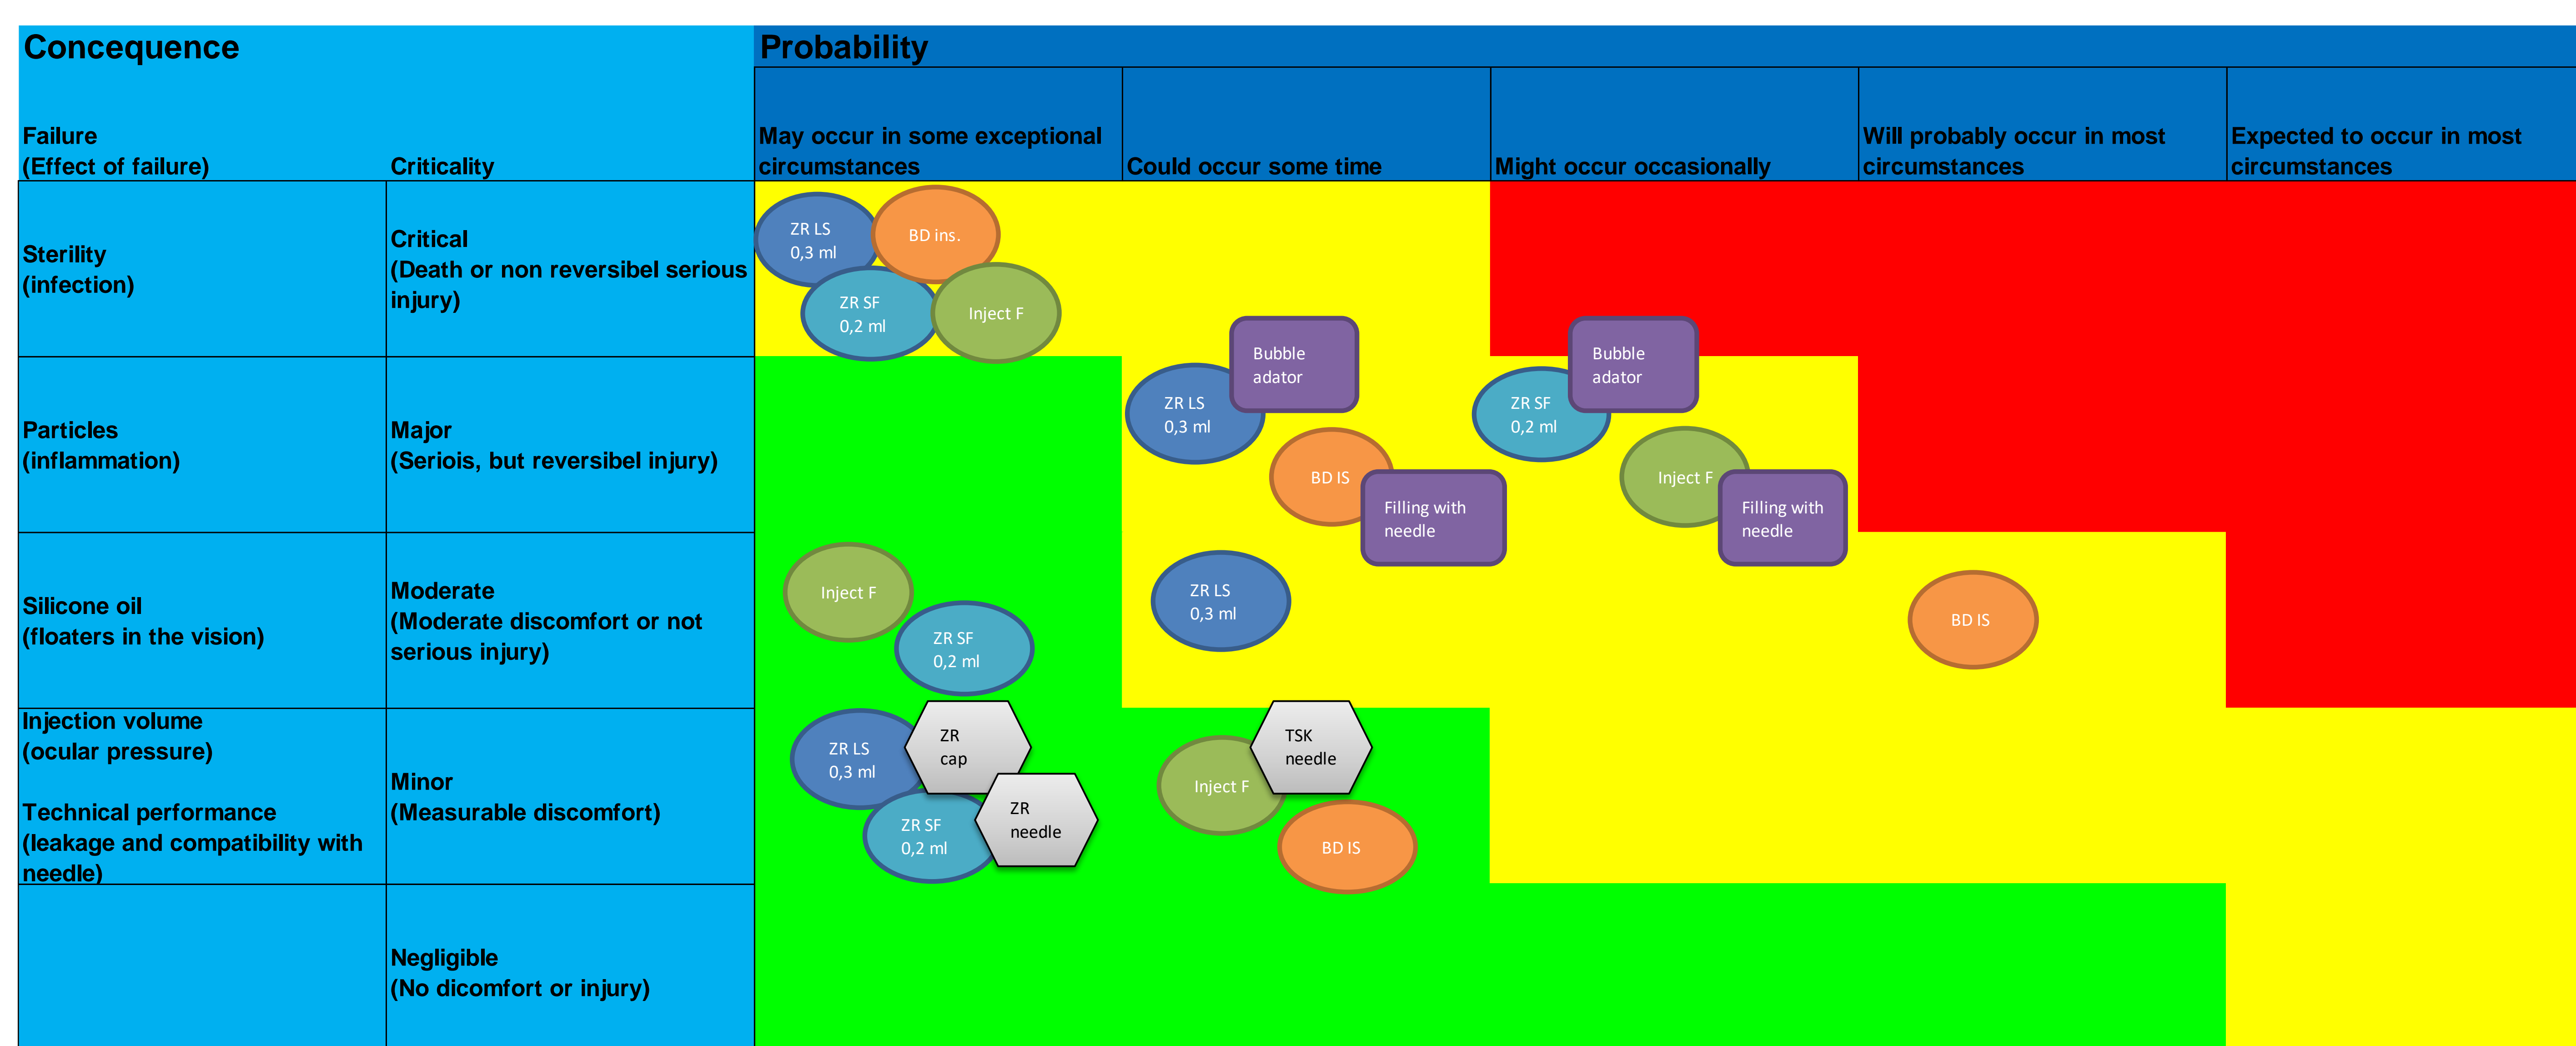 Concequence
Probability
Failure
(Effect of failure)
Criticality
May occur in some exceptional
circumstances
Could occur some time
Might occur occasionally
Will probably occur in most
circumstances
Expected to occur in most
circumstances
Sterility
(infection)
Critical
(Death or non reversibel serious
injury)
ZR LS
0,3 ml
BD ins.
ZR SF
0,2 ml
Inject F
Particles
(inflammation)
Major
(Seriois, but reversibel injury)
ZR LS
0,3 ml
Bubble
adator
BD IS
Filling with
needle
ZR SF
0,2 ml
Bubble
adator
Inject F
Filling with
needle
Silicone oil
(floaters in the vision)
Moderate
(Moderate discomfort or not
serious injury)
Inject F
ZR SF
0,2 ml
ZR LS
0,3 ml
BD IS
Injection volume
(ocular pressure)
Technical performance
(leakage and compatibility with
needle)
Minor
(Measurable discomfort)
ZR LS
0,3 ml
ZR
cap
ZR SF
0,2 ml
ZR
needle
Inject F
TSK
needle
BD IS
Negligible
(No dicomfort or injury)